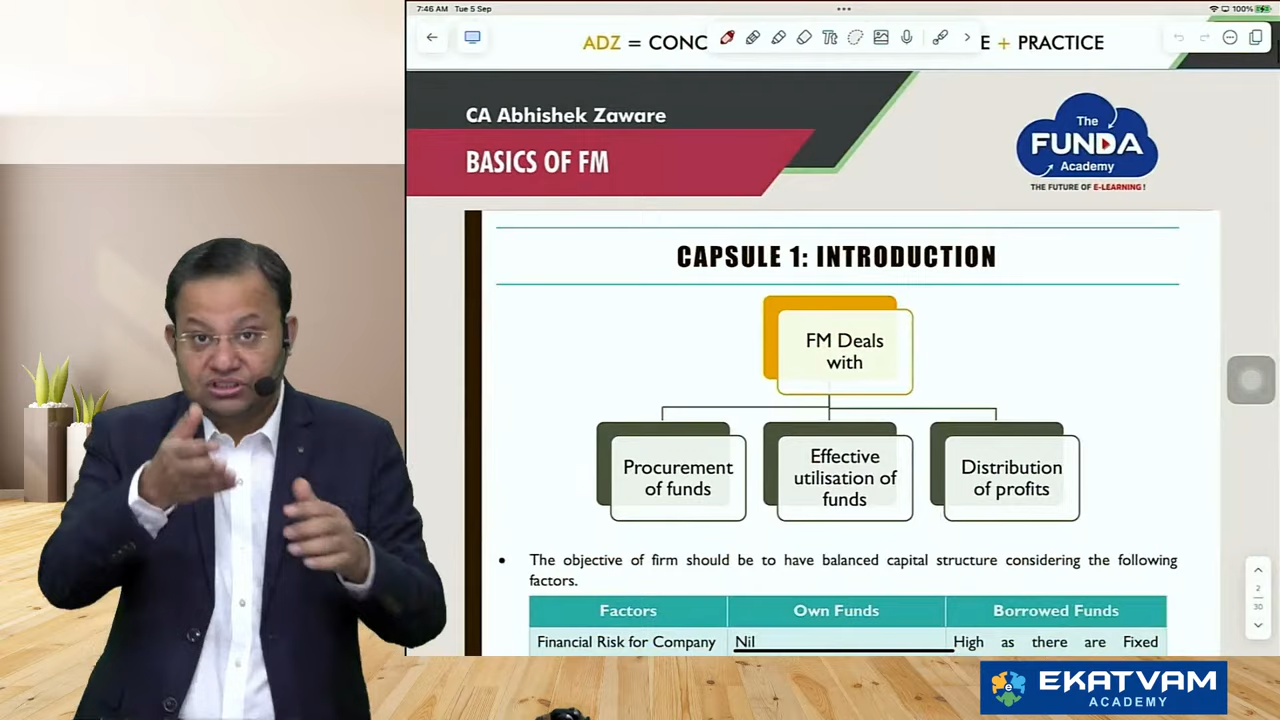 7:46 AM Tue 5 Sep
100%
ADZ = CONC
E + PRACTICE
CA Abhishek Zaware
BASICS OF FM
The
FUNDA
Academy
THE FUTURE OF E-LEARNING!
CAPSULE 1: INTRODUCTION
FM Deals
with
Procurement
of funds
Effective
utilisation of
funds
Distribution
of profits
• The objective of firm should be to have balanced capital structure considering the following
factors.
Factors Own Funds Borrowed Funds
Financial Risk for Company Nil High as there are Fixed
2
30
EKATVAM
ACADEMY